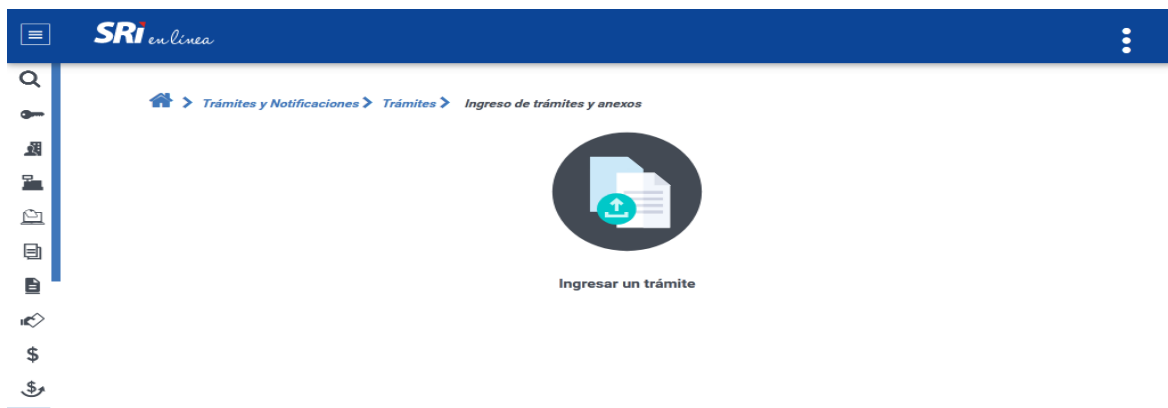 SRi en línea
Trámites y Notificaciones > Trámites > Ingreso de trámites y anexos
Ingresar un trámite